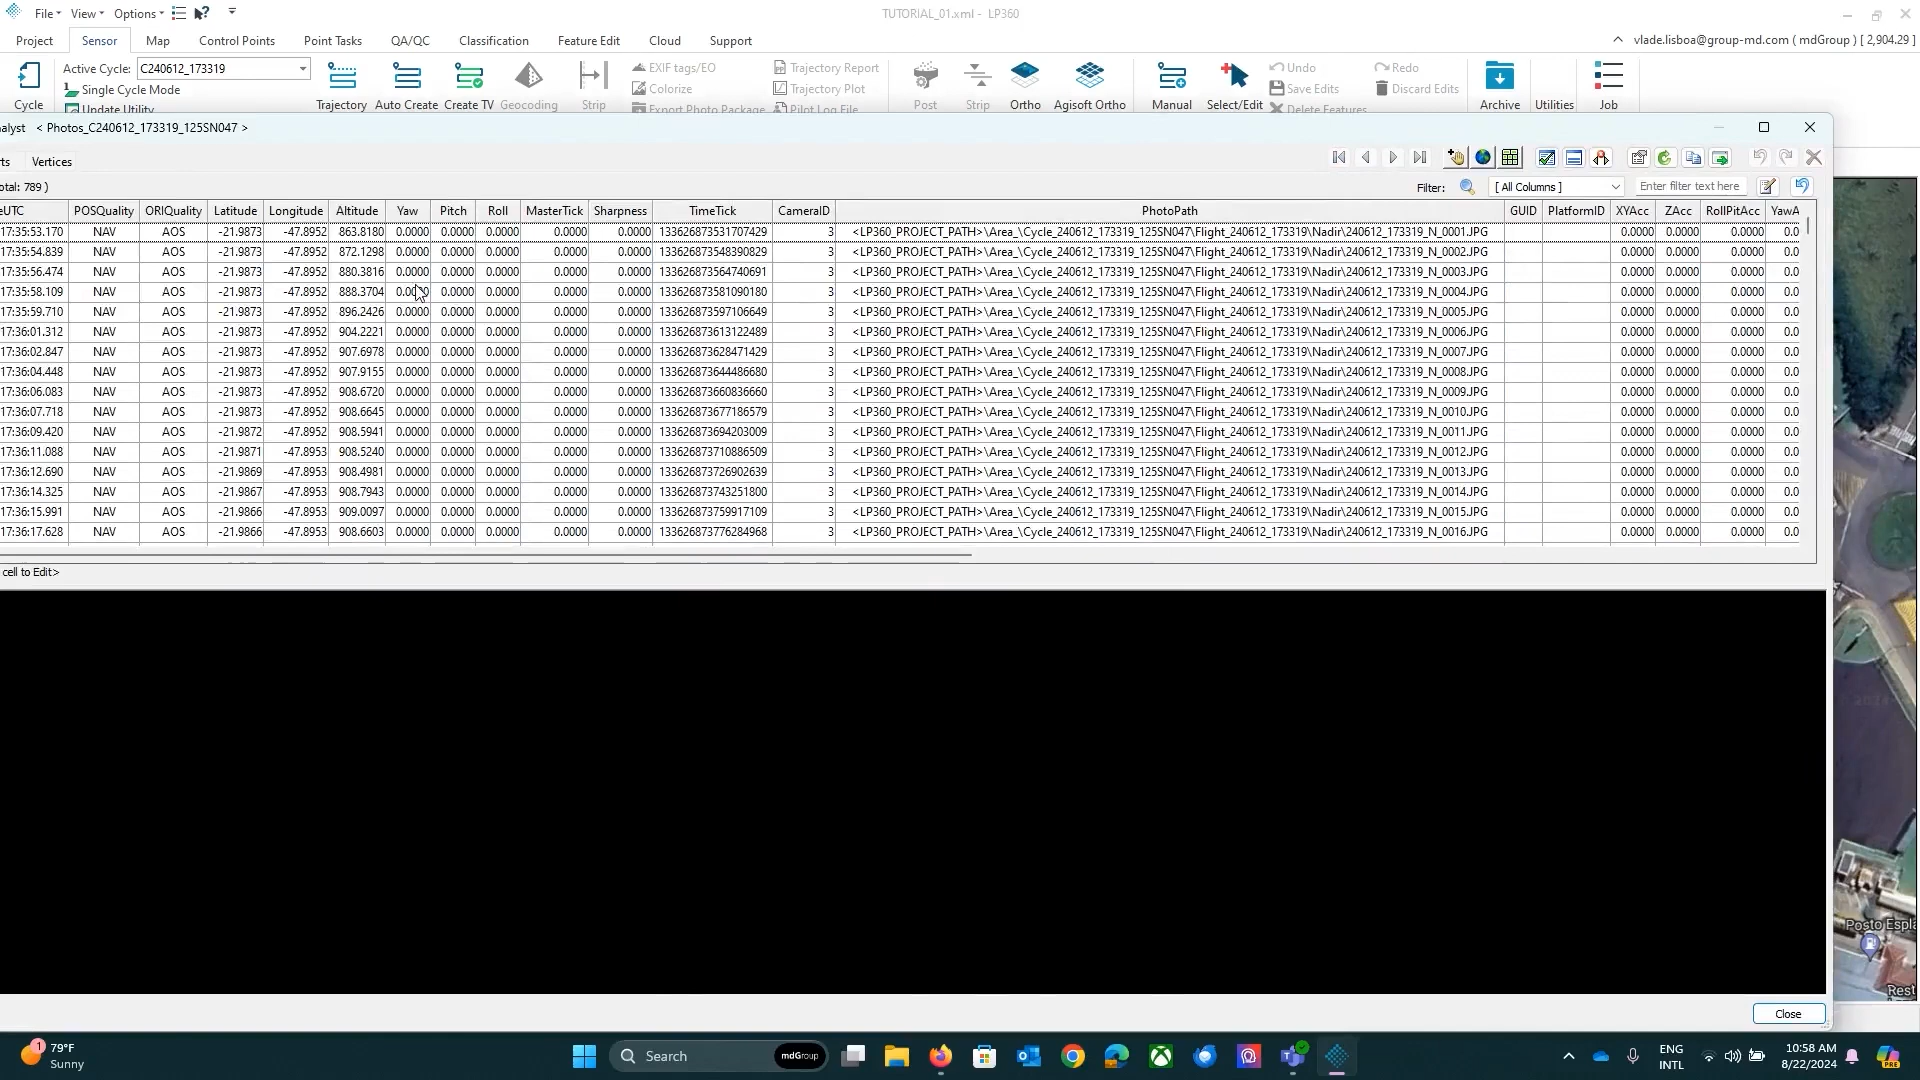 File View Options TUTORIAL_01.xml - LP360
Project Sensor Map Control Points Point Tasks QA/QC Classification Feature Edit Cloud Support vlade.lisboa@group-md.com ( mdGroup ) [ 2,904.29 ]
Active Cycle: C240612_173319 EXIF tags/EO Trajectory Report Undo Redo
Single Cycle Mode Colorize Trajectory Plot Save Edits Discard Edits
Cycle Update Utility Trajectory Auto Create Create TV Geocoding Strip Export Photo Package Pilot Log File Post Strip Ortho Agisoft Ortho Manual Select/Edit Delete Features Archive Utilities Job
nalyst < Photos_C240612_173319_125SN047 >
rts Vertices
otal: 789 ) Filter: [ All Columns ] Enter filter text here
eUTC POSQuality ORIQuality Latitude Longitude Altitude Yaw Pitch Roll MasterTick Sharpness TimeTick CameraID PhotoPath GUID PlatformID XYAcc ZAcc RollPitAcc YawA
17:35:53.170 NAV AOS -21.9873 -47.8952 863.8180 0.0000 0.0000 0.0000 0.0000 0.0000 133626873531707429 3 <LP360_PROJECT_PATH>\Area_\Cycle_240612_173319_125SN047\Flight_240612_173319\Nadir\240612_173319_N_0001.JPG 0.0000 0.0000 0.0000 0.0
17:35:54.839 NAV AOS -21.9873 -47.8952 872.1298 0.0000 0.0000 0.0000 0.0000 0.0000 133626873548390829 3 <LP360_PROJECT_PATH>\Area_\Cycle_240612_173319_125SN047\Flight_240612_173319\Nadir\240612_173319_N_0002.JPG 0.0000 0.0000 0.0000 0.0
17:35:56.474 NAV AOS -21.9873 -47.8952 880.3816 0.0000 0.0000 0.0000 0.0000 0.0000 133626873564740691 3 <LP360_PROJECT_PATH>\Area_\Cycle_240612_173319_125SN047\Flight_240612_173319\Nadir\240612_173319_N_0003.JPG 0.0000 0.0000 0.0000 0.0
17:35:58.109 NAV AOS -21.9873 -47.8952 888.3704 0.0000 0.0000 0.0000 0.0000 0.0000 133626873581090180 3 <LP360_PROJECT_PATH>\Area_\Cycle_240612_173319_125SN047\Flight_240612_173319\Nadir\240612_173319_N_0004.JPG 0.0000 0.0000 0.0000 0.0
17:35:59.710 NAV AOS -21.9873 -47.8952 896.2426 0.0000 0.0000 0.0000 0.0000 0.0000 133626873597106649 3 <LP360_PROJECT_PATH>\Area_\Cycle_240612_173319_125SN047\Flight_240612_173319\Nadir\240612_173319_N_0005.JPG 0.0000 0.0000 0.0000 0.0
17:36:01.312 NAV AOS -21.9873 -47.8952 904.2221 0.0000 0.0000 0.0000 0.0000 0.0000 133626873613122489 3 <LP360_PROJECT_PATH>\Area_\Cycle_240612_173319_125SN047\Flight_240612_173319\Nadir\240612_173319_N_0006.JPG 0.0000 0.0000 0.0000 0.0
17:36:02.847 NAV AOS -21.9873 -47.8952 907.6978 0.0000 0.0000 0.0000 0.0000 0.0000 133626873628471429 3 <LP360_PROJECT_PATH>\Area_\Cycle_240612_173319_125SN047\Flight_240612_173319\Nadir\240612_173319_N_0007.JPG 0.0000 0.0000 0.0000 0.0
17:36:04.448 NAV AOS -21.9873 -47.8952 907.9155 0.0000 0.0000 0.0000 0.0000 0.0000 133626873644486680 3 <LP360_PROJECT_PATH>\Area_\Cycle_240612_173319_125SN047\Flight_240612_173319\Nadir\240612_173319_N_0008.JPG 0.0000 0.0000 0.0000 0.0
17:36:06.083 NAV AOS -21.9873 -47.8952 908.6720 0.0000 0.0000 0.0000 0.0000 0.0000 133626873660836660 3 <LP360_PROJECT_PATH>\Area_\Cycle_240612_173319_125SN047\Flight_240612_173319\Nadir\240612_173319_N_0009.JPG 0.0000 0.0000 0.0000 0.0
17:36:07.718 NAV AOS -21.9873 -47.8952 908.6645 0.0000 0.0000 0.0000 0.0000 0.0000 133626873677186579 3 <LP360_PROJECT_PATH>\Area_\Cycle_240612_173319_125SN047\Flight_240612_173319\Nadir\240612_173319_N_0010.JPG 0.0000 0.0000 0.0000 0.0
17:36:09.420 NAV AOS -21.9872 -47.8952 908.5941 0.0000 0.0000 0.0000 0.0000 0.0000 133626873694203009 3 <LP360_PROJECT_PATH>\Area_\Cycle_240612_173319_125SN047\Flight_240612_173319\Nadir\240612_173319_N_0011.JPG 0.0000 0.0000 0.0000 0.0
17:36:11.088 NAV AOS -21.9871 -47.8953 908.5240 0.0000 0.0000 0.0000 0.0000 0.0000 133626873710886509 3 <LP360_PROJECT_PATH>\Area_\Cycle_240612_173319_125SN047\Flight_240612_173319\Nadir\240612_173319_N_0012.JPG 0.0000 0.0000 0.0000 0.0
17:36:12.690 NAV AOS -21.9869 -47.8953 908.4981 0.0000 0.0000 0.0000 0.0000 0.0000 133626873726902639 3 <LP360_PROJECT_PATH>\Area_\Cycle_240612_173319_125SN047\Flight_240612_173319\Nadir\240612_173319_N_0013.JPG 0.0000 0.0000 0.0000 0.0
17:36:14.325 NAV AOS -21.9867 -47.8953 908.7943 0.0000 0.0000 0.0000 0.0000 0.0000 133626873743251800 3 <LP360_PROJECT_PATH>\Area_\Cycle_240612_173319_125SN047\Flight_240612_173319\Nadir\240612_173319_N_0014.JPG 0.0000 0.0000 0.0000 0.0
17:36:15.991 NAV AOS -21.9866 -47.8953 909.0097 0.0000 0.0000 0.0000 0.0000 0.0000 133626873759917109 3 <LP360_PROJECT_PATH>\Area_\Cycle_240612_173319_125SN047\Flight_240612_173319\Nadir\240612_173319_N_0015.JPG 0.0000 0.0000 0.0000 0.0
17:36:17.628 NAV AOS -21.9866 -47.8953 908.6603 0.0000 0.0000 0.0000 0.0000 0.0000 133626873776284968 3 <LP360_PROJECT_PATH>\Area_\Cycle_240612_173319_125SN047\Flight_240612_173319\Nadir\240612_173319_N_0016.JPG 0.0000 0.0000 0.0000 0.0
cell to Edit>
Posto Espla
Rest
Close
1 79°F Search mdGroup ENG 10:58 AM
Sunny INTL 8/22/2024